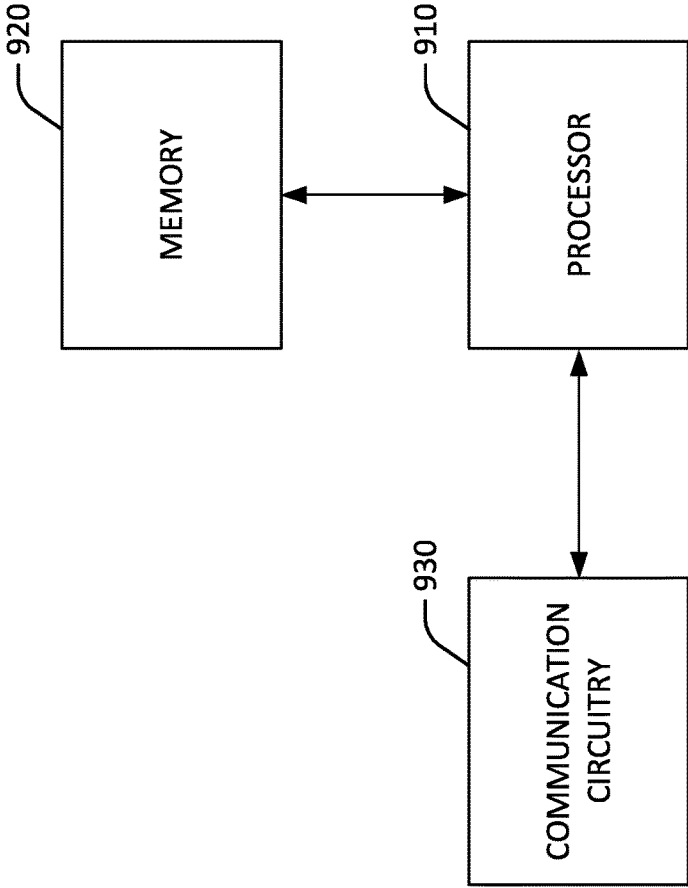 920
MEMORY
910
PROCESSOR
930
COMMUNICATION
CIRCUITRY